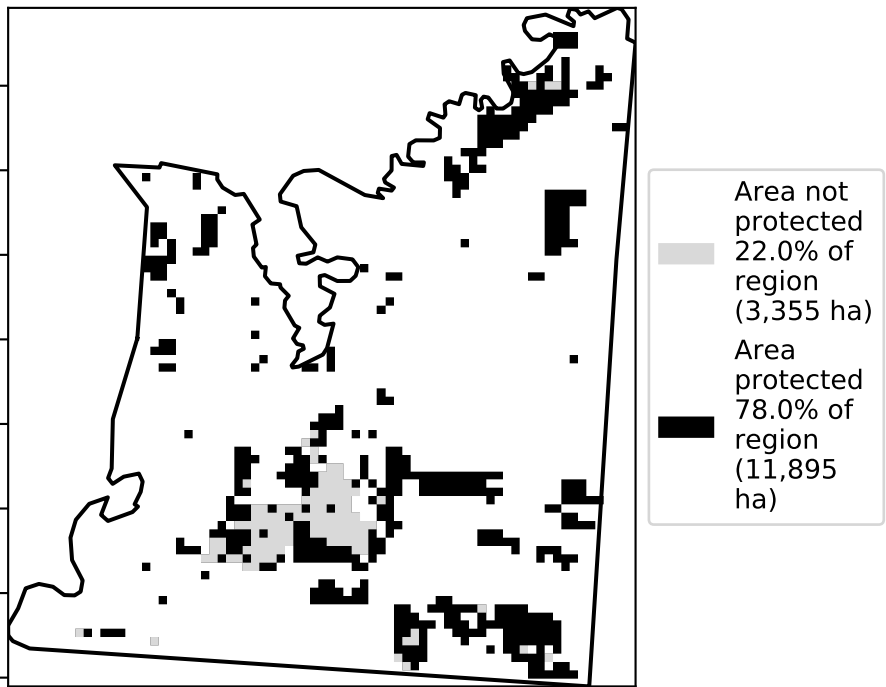 Area not
protected
22.0% of
region
(3,355 ha)
Area
protected
78.0% of
region
(11,895
ha)